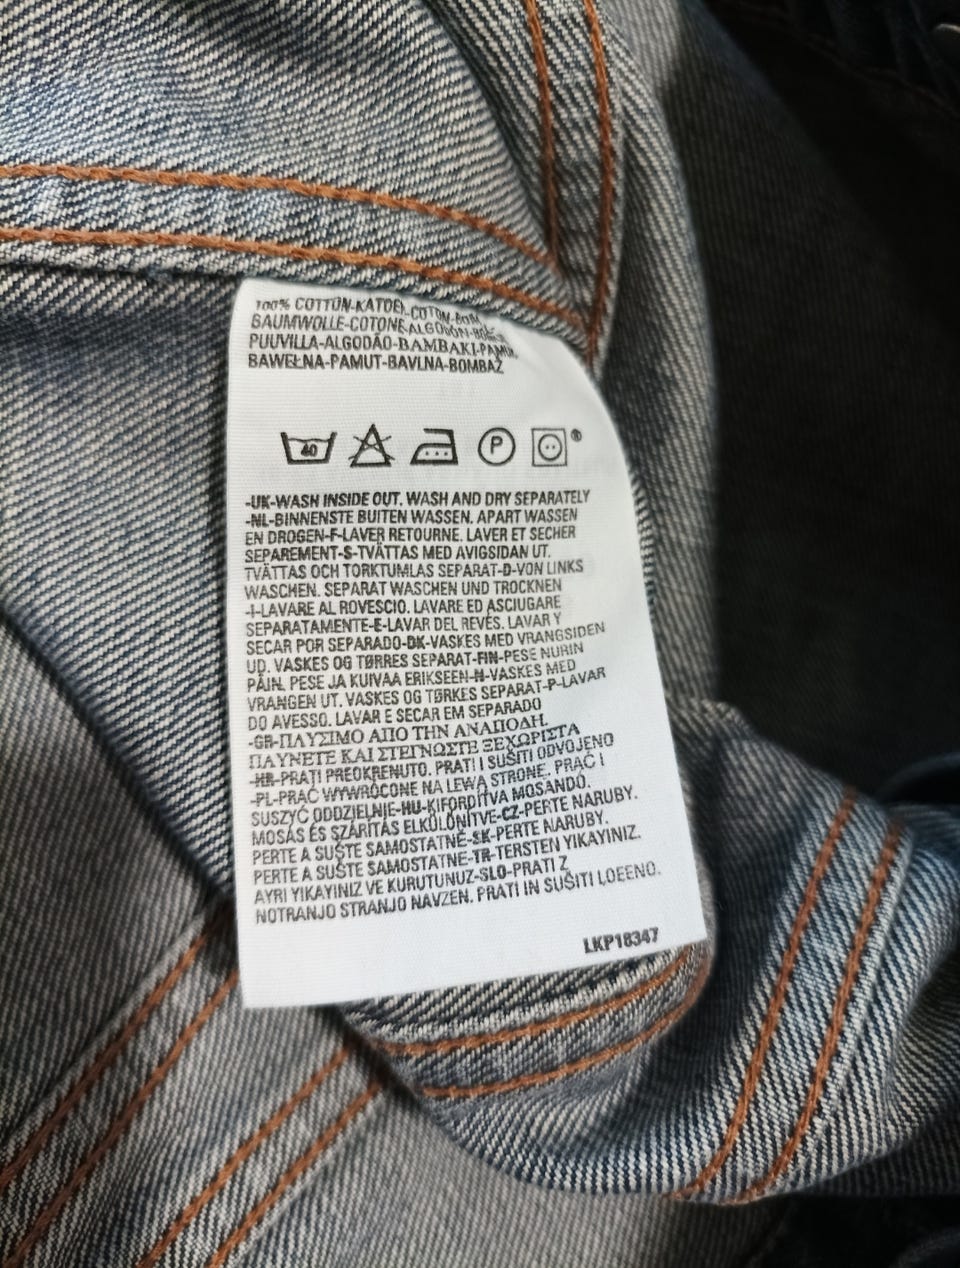 100% COTTON-KATOEN-COTON-BOMULL
BAUMWOLLE-COTONE-ALGODÓN-
PUUVILLA-ALGODÃO-BAMBAKI-PAMUK
BAWEŁNA-PAMUT-BAVLNA-BOMBAŽ
40 P ®
-UK-WASH INSIDE OUT. WASH AND DRY SEPARATELY
-NL-BINNENSTE BUITEN WASSEN. APART WASSEN
EN DROGEN-F-LAVER RETOURNE. LAVER ET SECHER
SEPAREMENT-S-TVÄTTAS MED AVIGSIDAN UT.
TVÄTTAS OCH TORKTUMLAS SEPARAT-D-VON LINKS
WASCHEN. SEPARAT WASCHEN UND TROCKNEN
-I-LAVARE AL ROVESCIO. LAVARE ED ASCIUGARE
SEPARATAMENTE-E-LAVAR DEL REVÉS. LAVAR Y
SECAR POR SEPARADO-DK-VASKES MED VRANGSIDEN
UD. VASKES OG TØRRES SEPARAT-FIN-PESE NURIN
PÄIN. PESE JA KUIVAA ERIKSEEN-N-VASKES MED
VRANGEN UT. VASKES OG TØRKES SEPARAT-P-LAVAR
DO AVESSO. LAVAR E SECAR EM SEPARADO
-GR-ΠΛΥΣΙΜΟ ΑΠΟ ΤΗΝ ΑΝΑΠΟΔΗ.
ΠΛΥΝΕΤΕ ΚΑΙ ΣΤΕΓΝΩΣΤΕ ΞΕΧΩΡΙΣΤΑ
-HR-PRATI PREOKRENUTO. PRATI I SUŠITI ODVOJENO
-PL-PRAĆ WYWRÓCONE NA LEWĄ STRONĘ. PRAĆ I
SUSZYĆ ODDZIELNIE-HU-KIFORDÍTVA MOSANDÓ.
MOSÁS ÉS SZÁRÍTÁS ELKÜLÖNÍTVE-CZ-PERTE NARUBY.
PERTE A SUŠTE SAMOSTATNĚ-SK-PERTE NARUBY.
PERTE A SUŠTE SAMOSTATNE-TR-TERSTEN YIKAYINIZ.
AYRI YIKAYINIZ VE KURUTUNUZ-SLO-PRATI Z
NOTRANJO STRANJO NAVZEN. PRATI IN SUŠITI LOEENO.
LKP18347